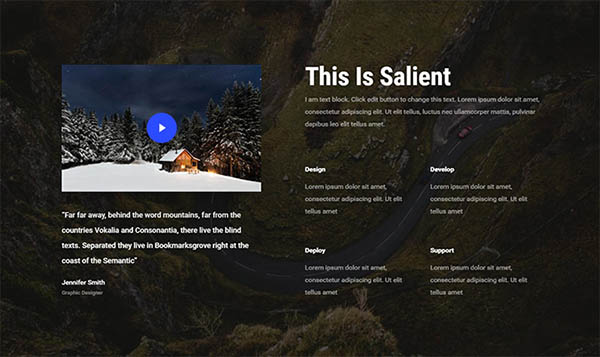 This Is Salient
I am text block. Click edit button to change this text. Lorem ipsum dolor sit amet,
consectetur adipiscing elit. Ut elit tellus, luctus nec ullamcorper mattis, pulvinar
dapibus leo elit tellus amet.
“Far far away, behind the word mountains, far from the
countries Vokalia and Consonantia, there live the blind
texts. Separated they live in Bookmarksgrove right at the
coast of the Semantic”
Jennifer Smith
Graphic Designer
Design
Lorem ipsum dolor sit amet,
consectetur adipiscing elit. Ut elit
tellus amet
Develop
Lorem ipsum dolor sit amet,
consectetur adipiscing elit. Ut elit
tellus amet
Deploy
Lorem ipsum dolor sit amet,
consectetur adipiscing elit. Ut elit
tellus amet
Support
Lorem ipsum dolor sit amet,
consectetur adipiscing elit. Ut elit
tellus amet